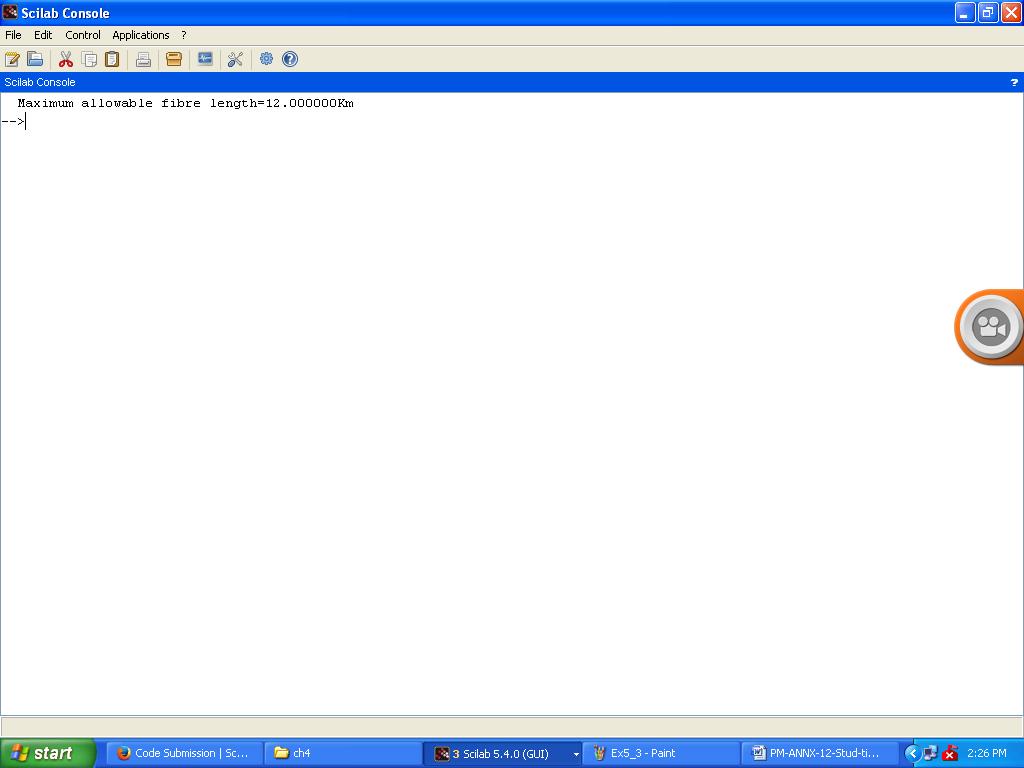 Scilab Console
File Edit Control Applications ?
Scilab Console ?
Maximum allowable fibre length=12.000000Km
-->
start Code Submission | Sc... ch4 3 Scilab 5.4.0 (GUI) Ex5_3 - Paint PM-ANNX-12-Stud-ti... 2:26 PM